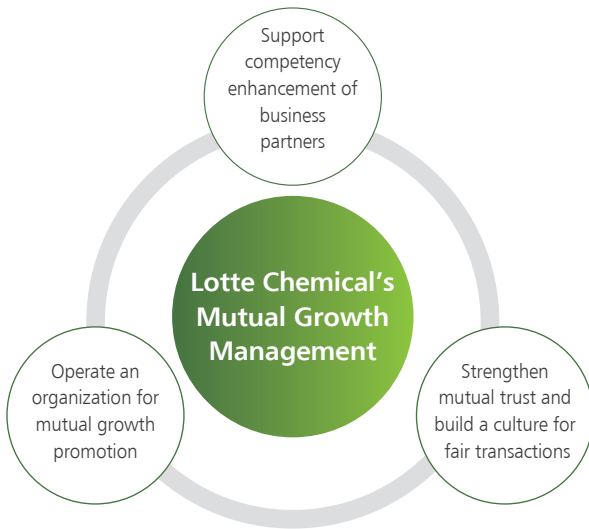 Support
competency
enhancement of
business
partners
Lotte Chemical's
Mutual Growth
Management
Operate an
organization for
mutual growth
promotion
Strengthen
mutual trust and
build a culture for
fair transactions